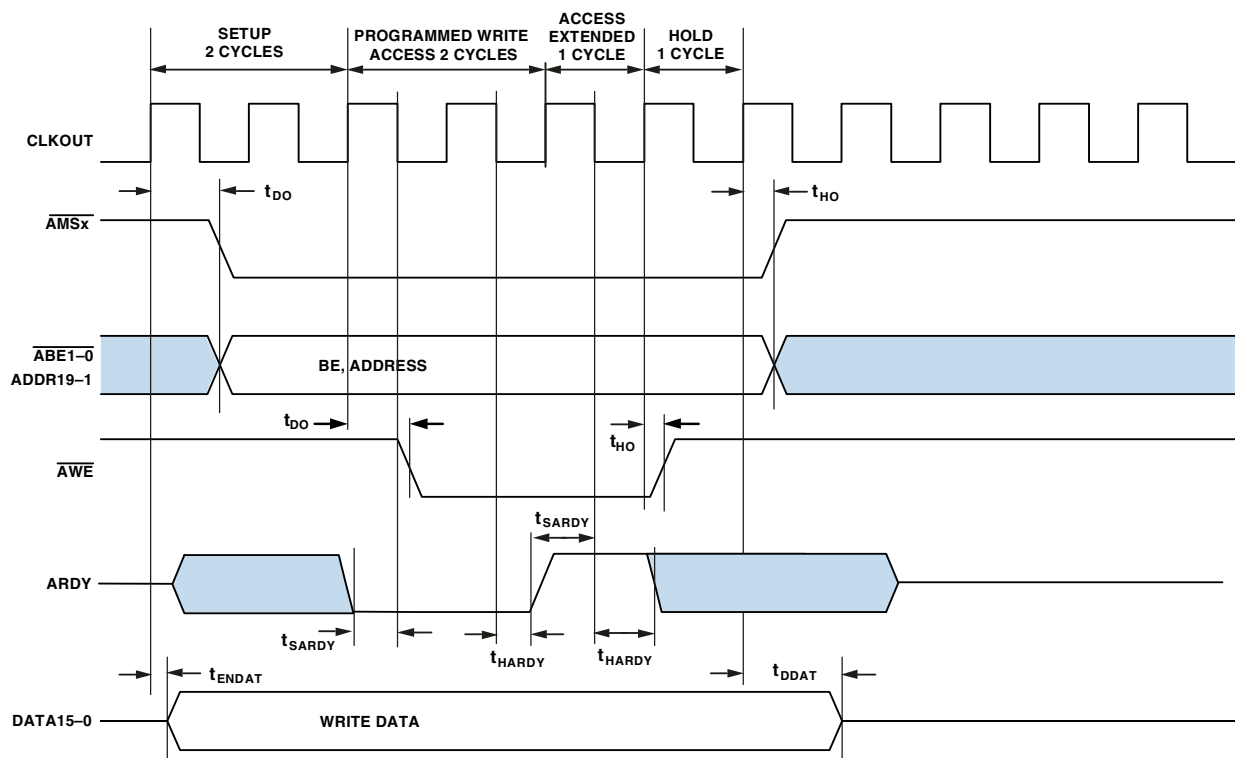 SETUP
2 CYCLES
PROGRAMMED WRITE
ACCESS 2 CYCLES
ACCESS
EXTENDED
1 CYCLE
HOLD
1 CYCLE
CLKOUT
tDO
tHO
AMSx
ABE1–0
ADDR19–1
BE, ADDRESS
tDO
tHO
AWE
tSARDY
ARDY
tSARDY
tHARDY
tHARDY
tENDAT
tDDAT
DATA15–0
WRITE DATA